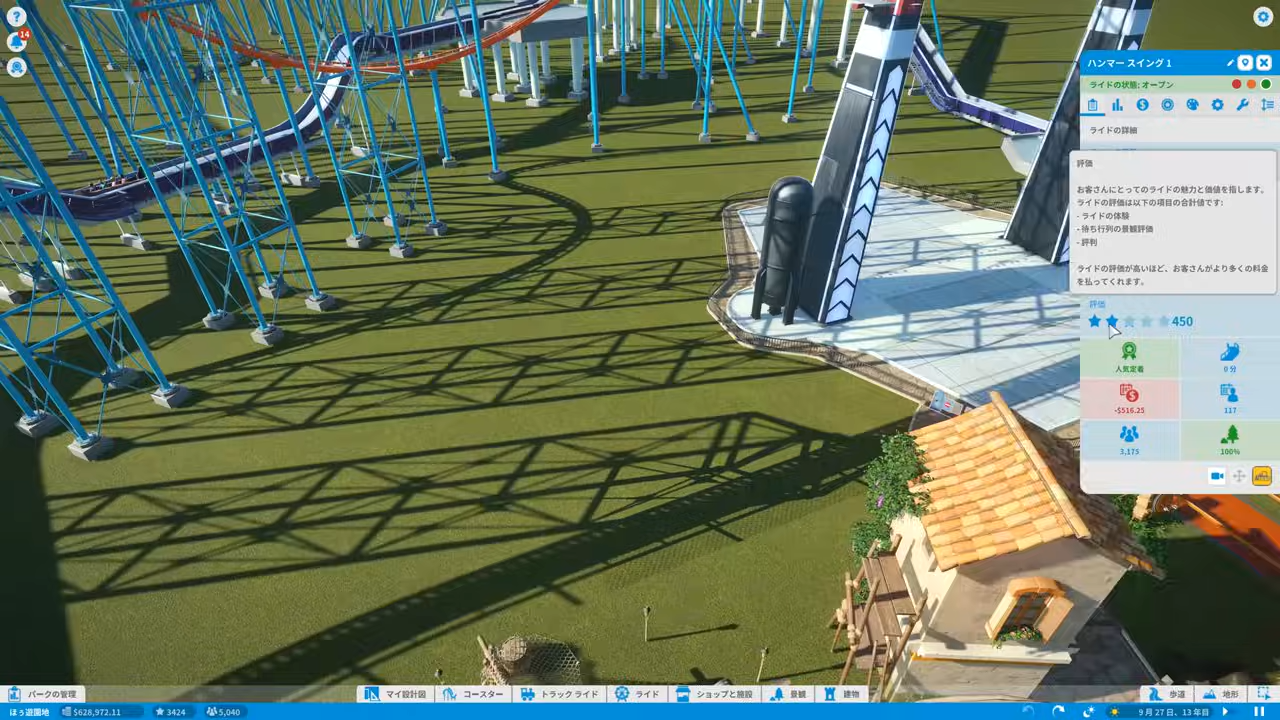 14
ハンマー スイング 1
ライドの状態: オープン
ライドの詳細
評価
お客さんにとってのライドの魅力と価値を指します。
ライドの評価は以下の項目の合計値です:
- ライドの体験
- 待ち行列の景観評価
- 評判
ライドの評価が高いほど、お客さんがより多くの料金
を払ってくれます。
評価
450
人気定着
0 分
-$516.25
117
3,175
100%
パークの管理
マイ設計図
コースター
トラック ライド
ライド
ショップと施設
景観
建物
歩道
地形
ほぅ遊園地
$628,972.11
3424
5,040
9 月 27 日、13 年目